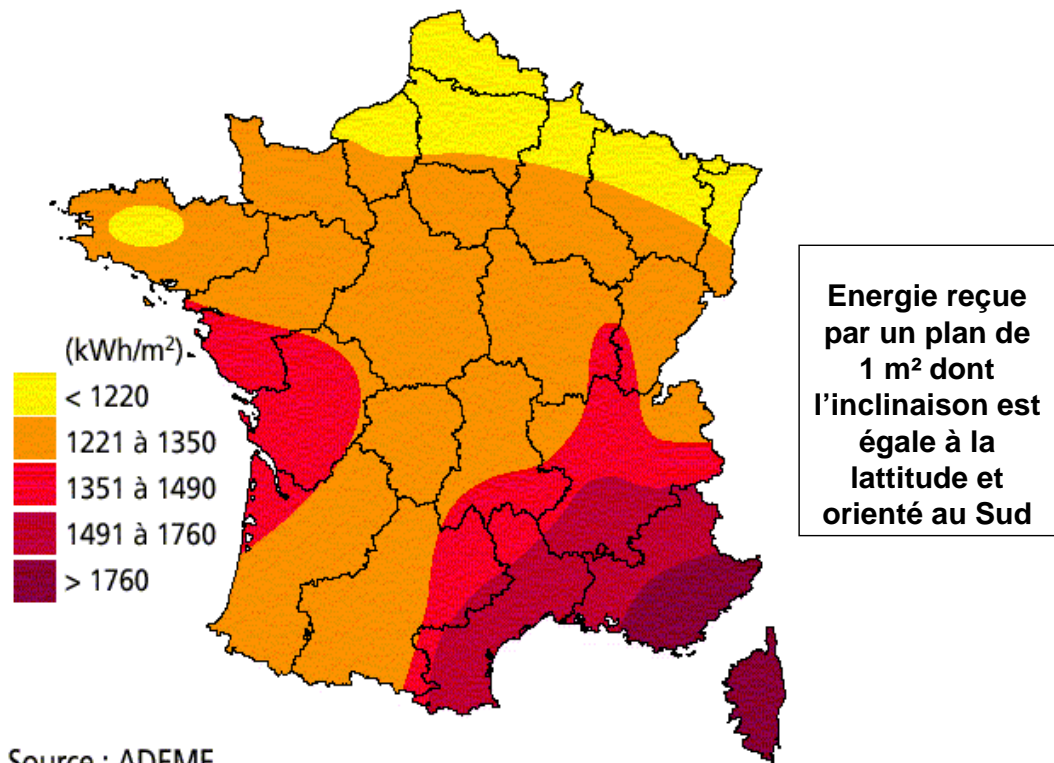 (kWh/m²)
< 1220
1221 à 1350
1351 à 1490
1491 à 1760
> 1760
Energie reçue
par un plan de
1 m² dont
l’inclinaison est
égale à la
lattitude et
orienté au Sud
Source : ADEME